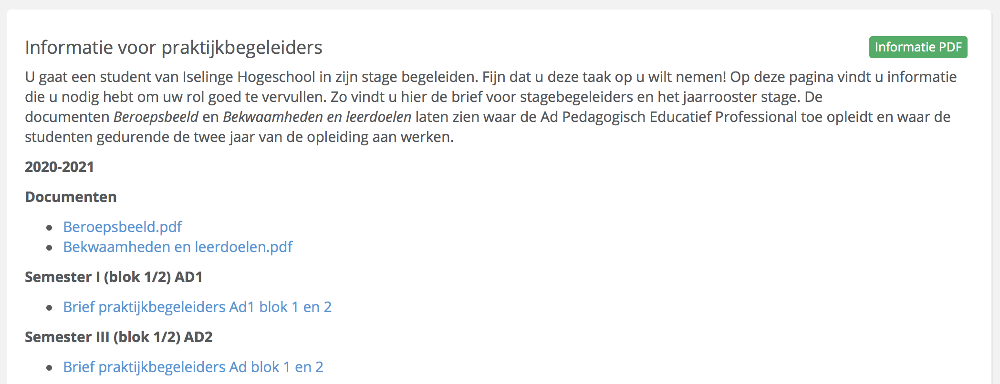 Informatie voor praktijkbegeleiders
Informatie PDF
U gaat een student van Iselinge Hogeschool in zijn stage begeleiden. Fijn dat u deze taak op u wilt nemen! Op deze pagina vindt u informatie
die u nodig hebt om uw rol goed te vervullen. Zo vindt u hier de brief voor stagebegeleiders en het jaarrooster stage. De
documenten Beroepsbeeld en Bekwaamheden en leerdoelen laten zien waar de Ad Pedagogisch Educatief Professional toe opleidt en waar de
studenten gedurende de twee jaar van de opleiding aan werken.
2020-2021
Documenten
Beroepsbeeld.pdf
Bekwaamheden en leerdoelen.pdf
Semester I (blok 1/2) AD1
Brief praktijkbegeleiders Ad1 blok 1 en 2
Semester III (blok 1/2) AD2
Brief praktijkbegeleiders Ad blok 1 en 2